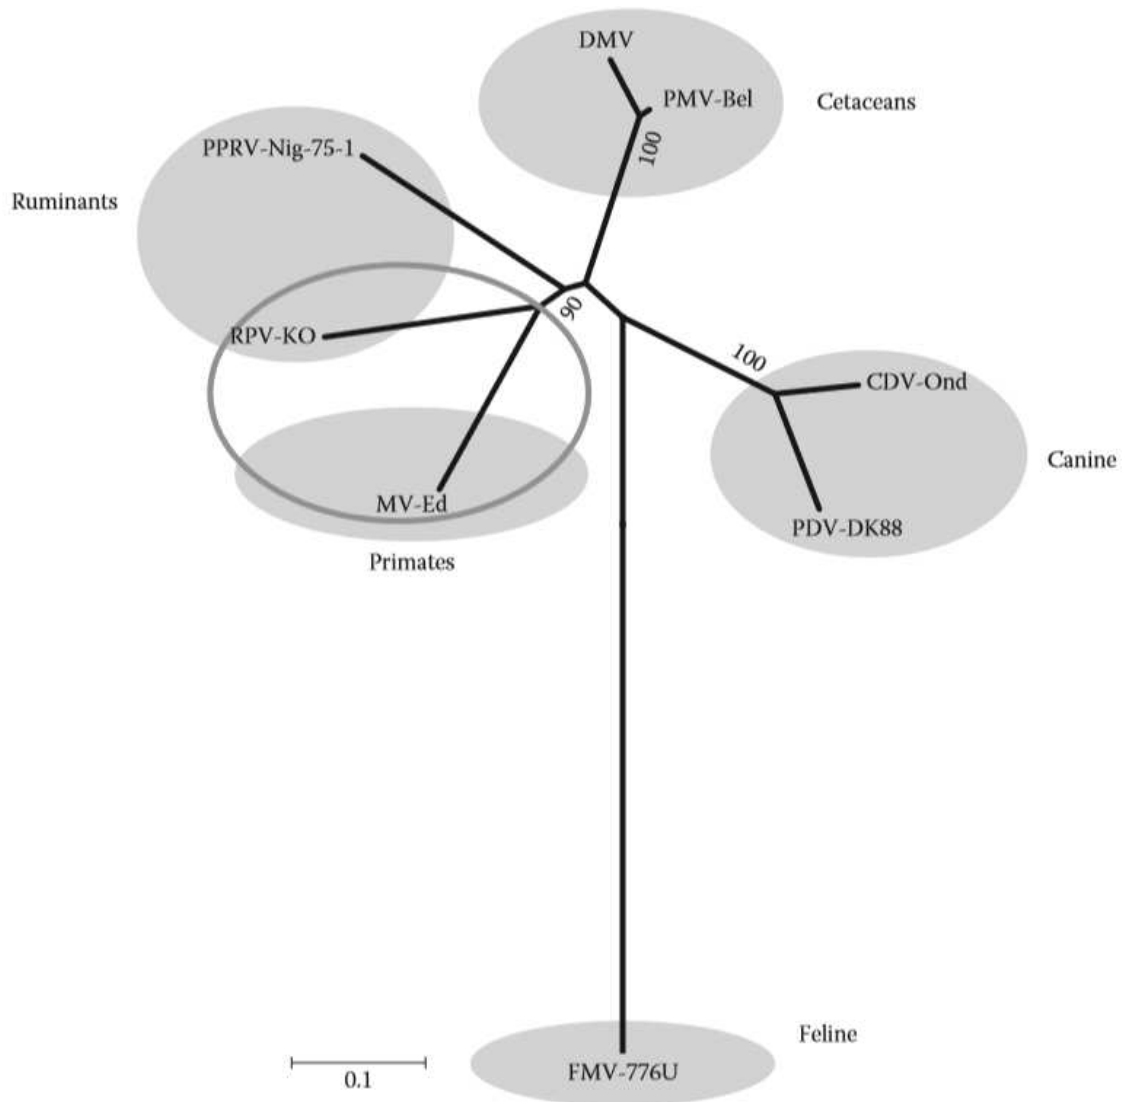 DMV
PMV-Bel
Cetaceans
100
PPRV-Nig-75-1
Ruminants
90
RPV-KO
100
CDV-Ond
Canine
MV-Ed
PDV-DK88
Primates
Feline
FMV-776U
0.1